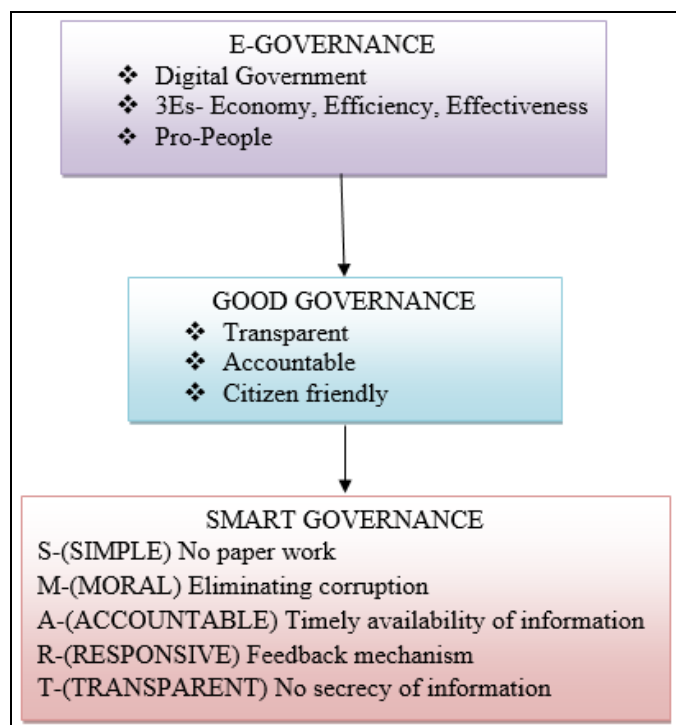 E-GOVERNANCE
❖ Digital Government
❖ 3Es- Economy, Efficiency, Effectiveness
❖ Pro-People
GOOD GOVERNANCE
❖ Transparent
❖ Accountable
❖ Citizen friendly
SMART GOVERNANCE
S-(SIMPLE) No paper work
M-(MORAL) Eliminating corruption
A-(ACCOUNTABLE) Timely availability of information
R-(RESPONSIVE) Feedback mechanism
T-(TRANSPARENT) No secrecy of information